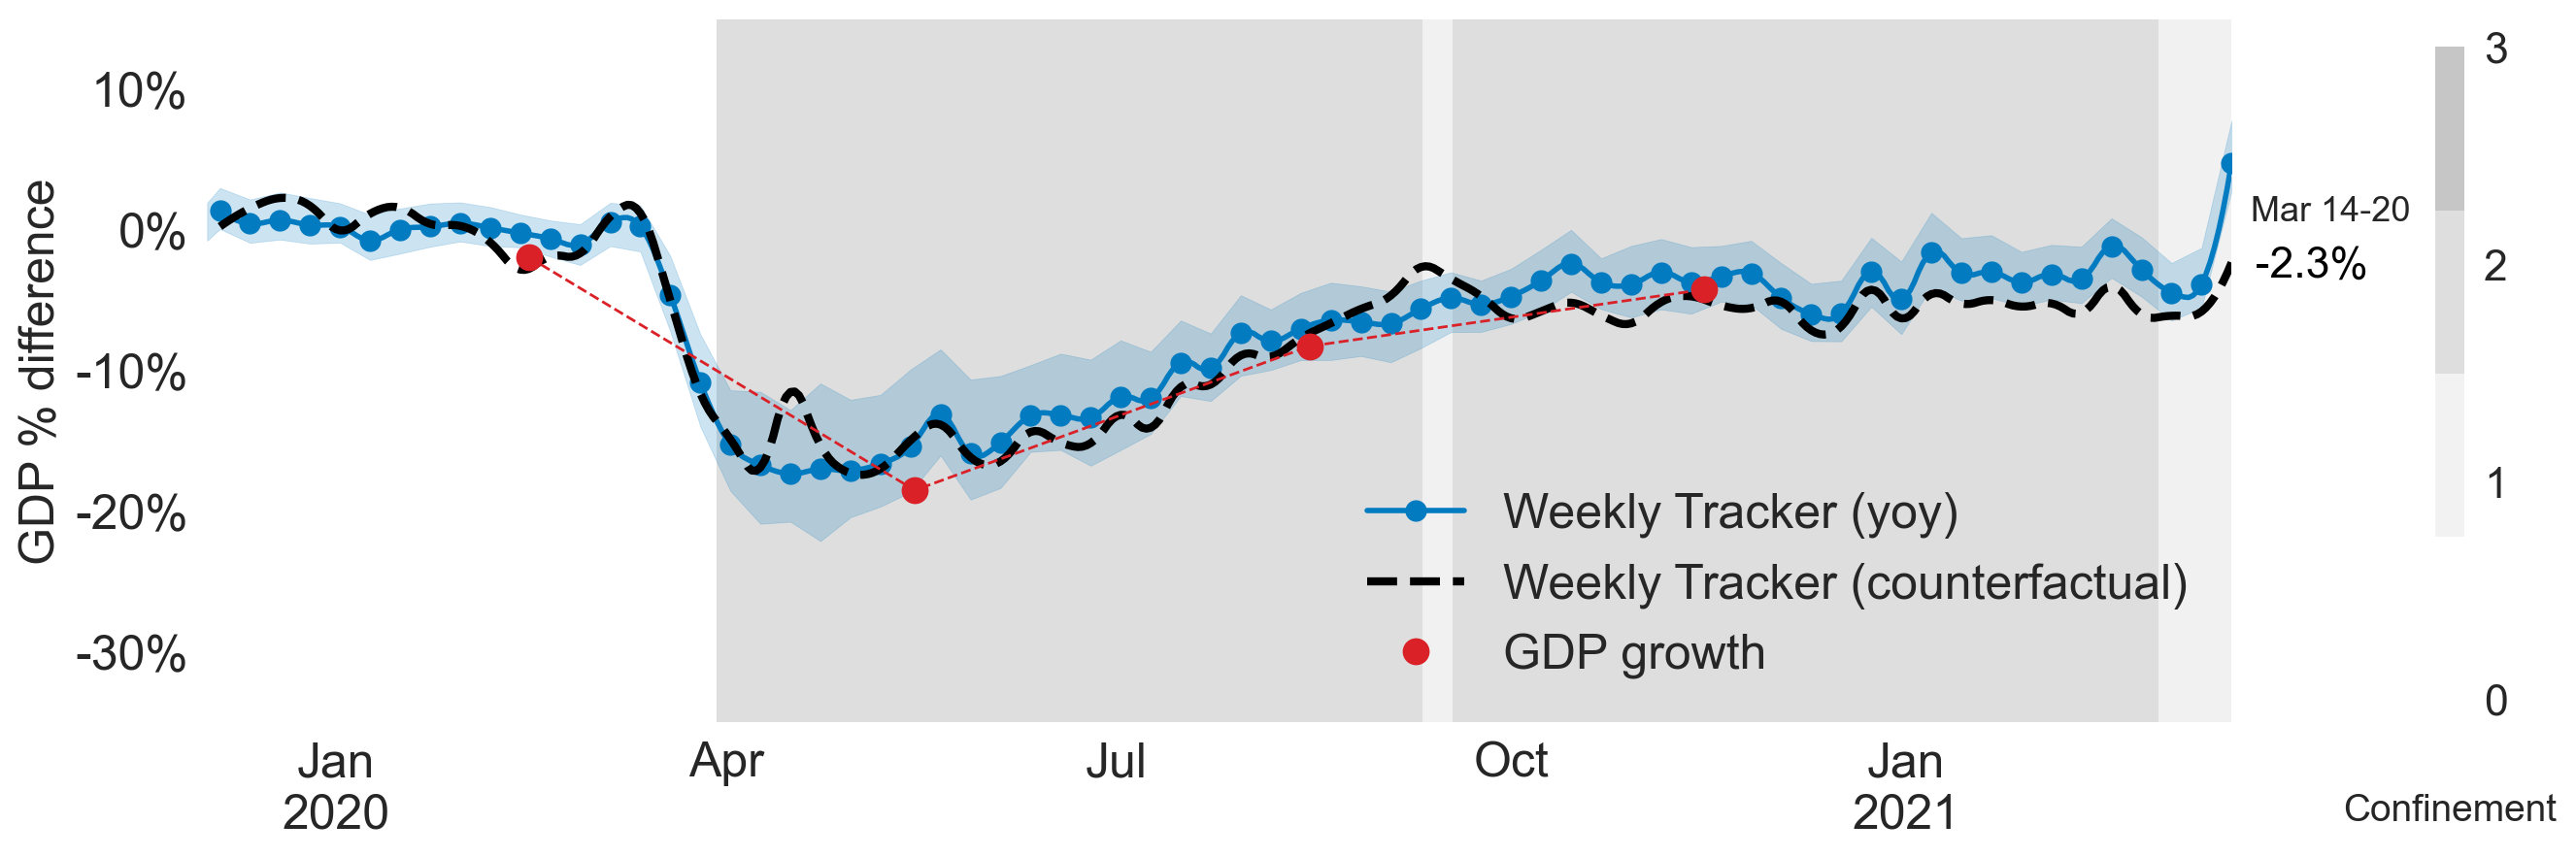 GDP % difference
10%
0%
-10%
-20%
-30%
Jan
2020
Apr
Jul
Oct
Jan
2021
Weekly Tracker (yoy)
Weekly Tracker (counterfactual)
GDP growth
Mar 14-20
-2.3%
3
2
1
0
Confinement